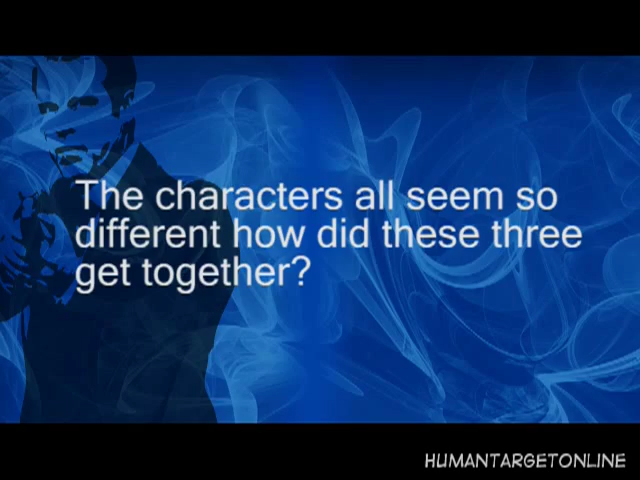 The characters all seem so
different how did these three
get together?
HUMANTARGETONLINE